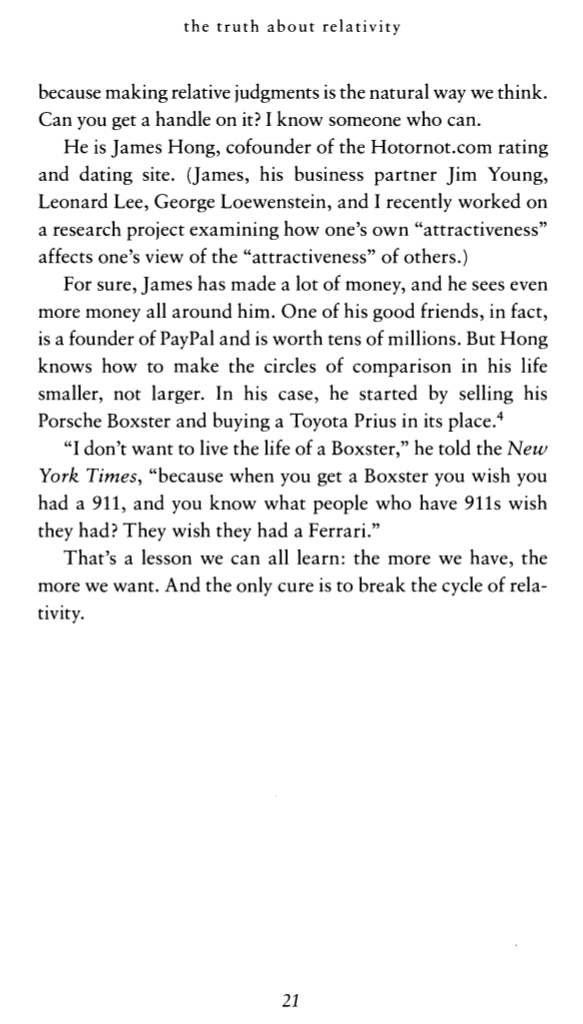 the truth about relativity
because making relative judgments is the natural way we think.
Can you get a handle on it? I know someone who can.
He is James Hong, cofounder of the Hotornot.com rating
and dating site. (James, his business partner Jim Young,
Leonard Lee, George Loewenstein, and I recently worked on
a research project examining how one's own “attractiveness”
affects one's view of the “attractiveness” of others.)
For sure, James has made a lot of money, and he sees even
more money all around him. One of his good friends, in fact,
is a founder of PayPal and is worth tens of millions. But Hong
knows how to make the circles of comparison in his life
smaller, not larger. In his case, he started by selling his
Porsche Boxster and buying a Toyota Prius in its place.⁴
“I don't want to live the life of a Boxster,” he told the New
York Times, “because when you get a Boxster you wish you
had a 911, and you know what people who have 911s wish
they had? They wish they had a Ferrari.”
That's a lesson we can all learn: the more we have, the
more we want. And the only cure is to break the cycle of rela-
tivity.
21